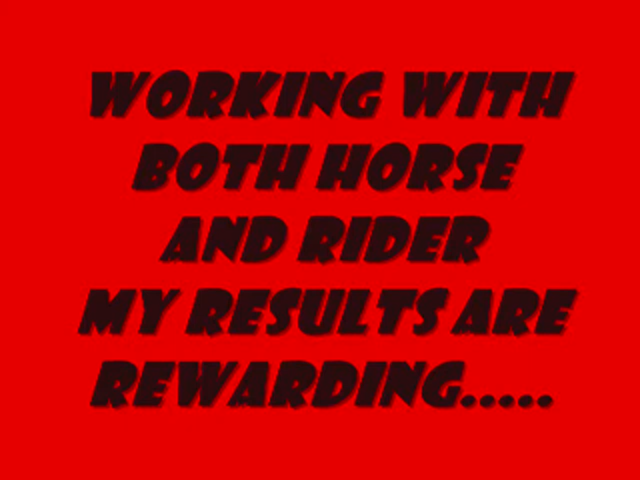 WORKING WITH
BOTH HORSE
AND RIDER
MY RESULTS ARE
REWARDING.....